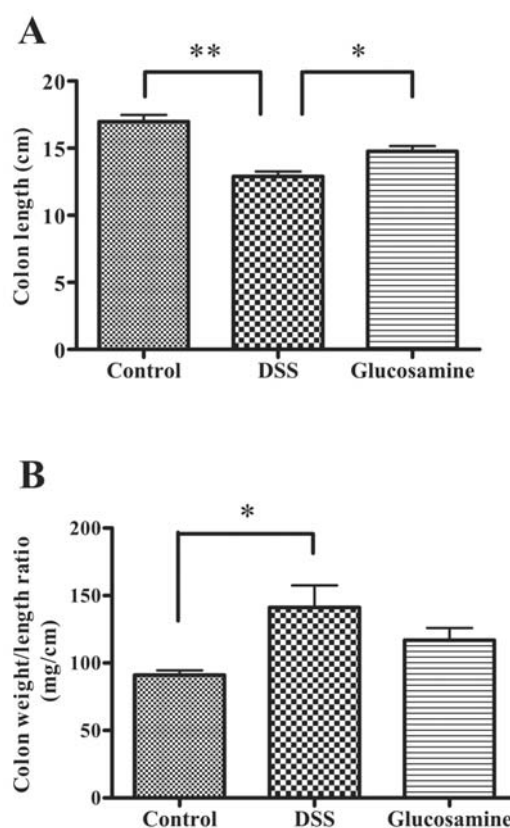 A
** *
20
15
10
5
0
Colon length (cm)
Control DSS Glucosamine
B
*
200
150
100
50
0
Colon weight/length ratio
(mg/cm)
Control DSS Glucosamine